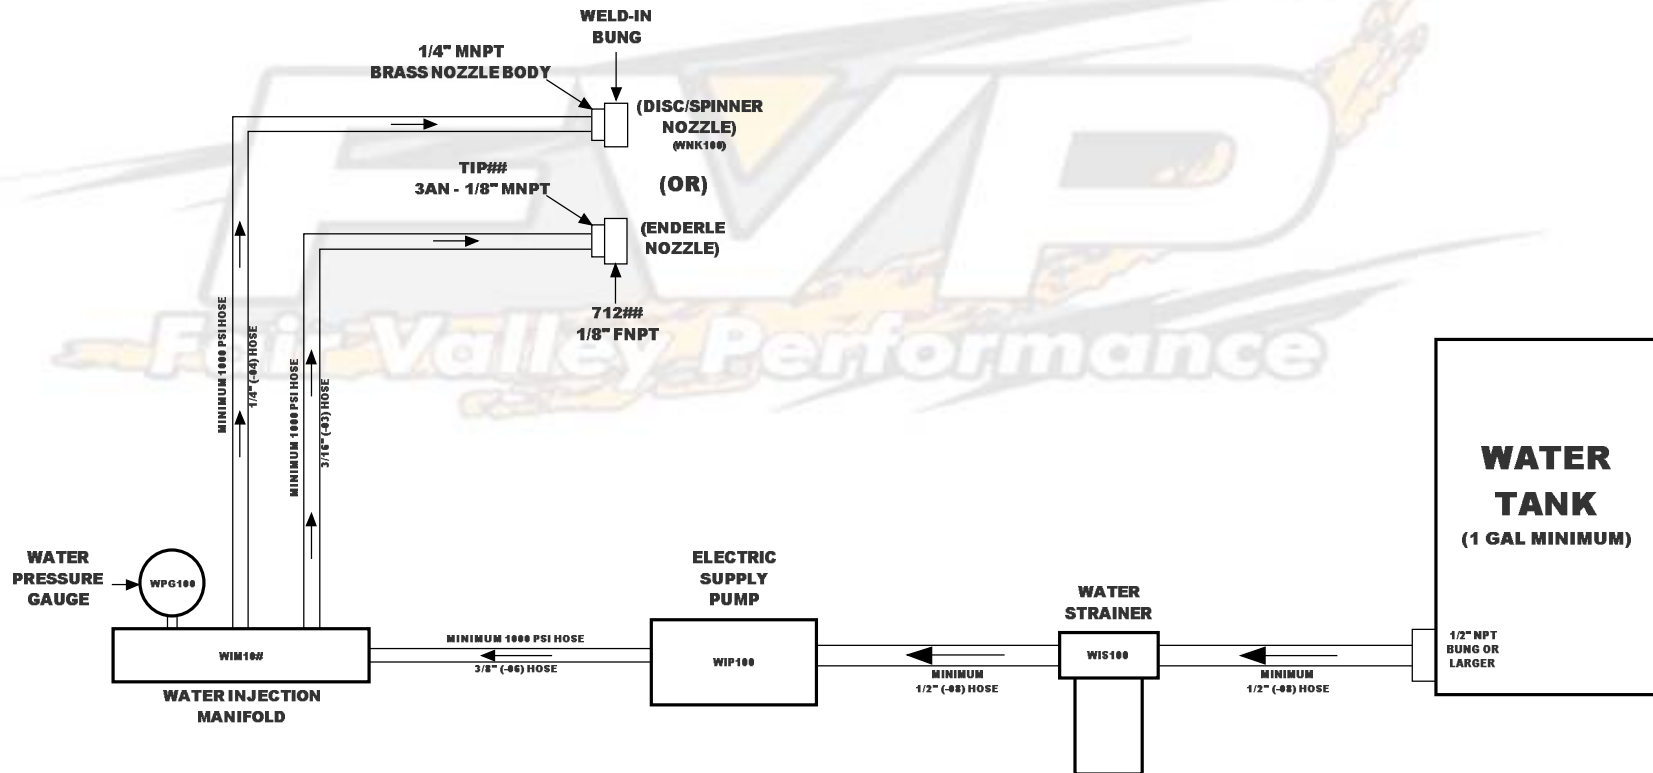 WELD-IN
BUNG
1/4" MNPT
BRASS NOZZLE BODY
(DISC/SPINNER
NOZZLE)
(WNK100)
TIP##
3AN - 1/8" MNPT
(OR)
(ENDERLE
NOZZLE)
712##
1/8" FNPT
FVP
Fuir Valley Performance
MINIMUM 1000 PSI HOSE
1/4" (-04) HOSE
MINIMUM 1000 PSI HOSE
3/16" (-03) HOSE
WATER
TANK
(1 GAL MINIMUM)
1/2" NPT
BUNG OR
LARGER
WATER
PRESSURE
GAUGE
WPG100
WIM10#
WATER INJECTION
MANIFOLD
MINIMUM 1000 PSI HOSE
3/8" (-06) HOSE
ELECTRIC
SUPPLY
PUMP
WIP100
MINIMUM
1/2" (-08) HOSE
WATER
STRAINER
WIS100
MINIMUM
1/2" (-08) HOSE